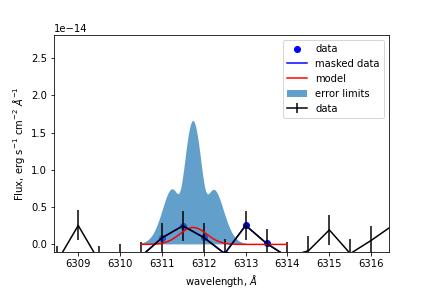 1e−14
data
masked data
model
error limits
data
2.5
2.0
1.5
1.0
0.5
0.0
Flux, erg s⁻¹ cm⁻² Å⁻¹
6309 6310 6311 6312 6313 6314 6315 6316
wavelength, Å